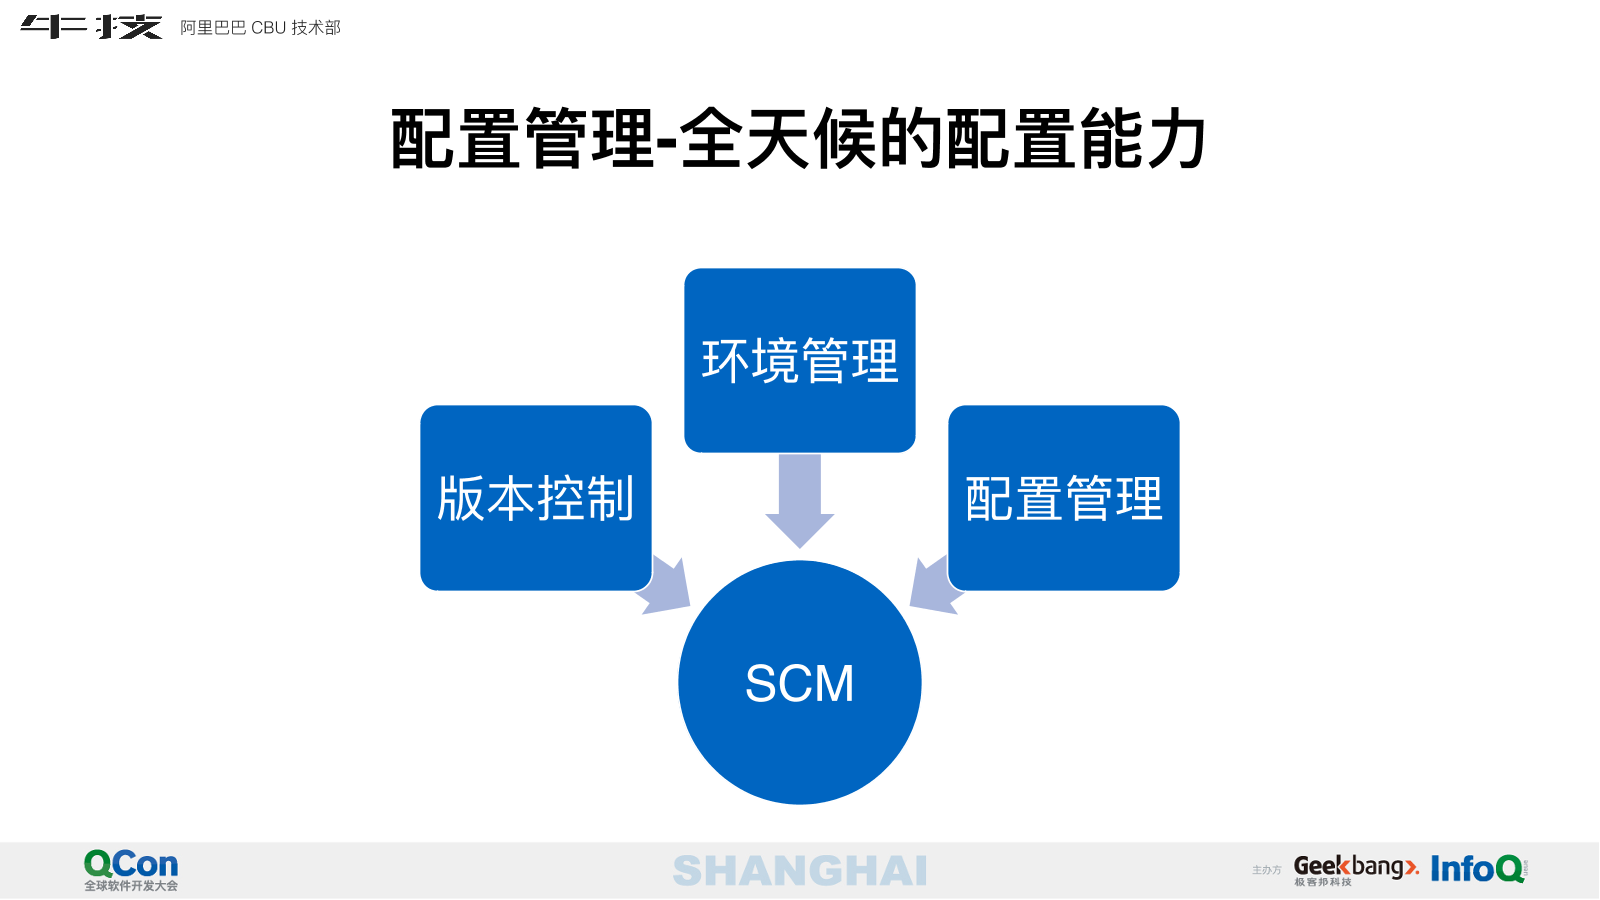 牛技 阿里巴巴 CBU 技术部
配置管理-全天候的配置能力
环境管理
版本控制
配置管理
SCM
QCon
全球软件开发大会
SHANGHAI
主办方
Geekbang
极客邦科技
InfoQ